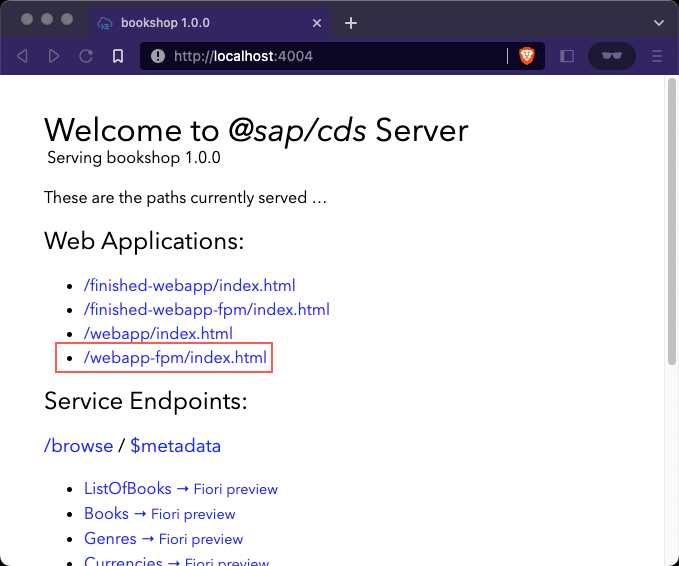 bookshop 1.0.0
http://localhost:4004
Welcome to @sap/cds Server
Serving bookshop 1.0.0
These are the paths currently served …
Web Applications:
/finished-webapp/index.html
/finished-webapp-fpm/index.html
/webapp/index.html
/webapp-fpm/index.html
Service Endpoints:
/browse / $metadata
ListOfBooks → Fiori preview
Books → Fiori preview
Genres → Fiori preview
Currencies → Fiori preview